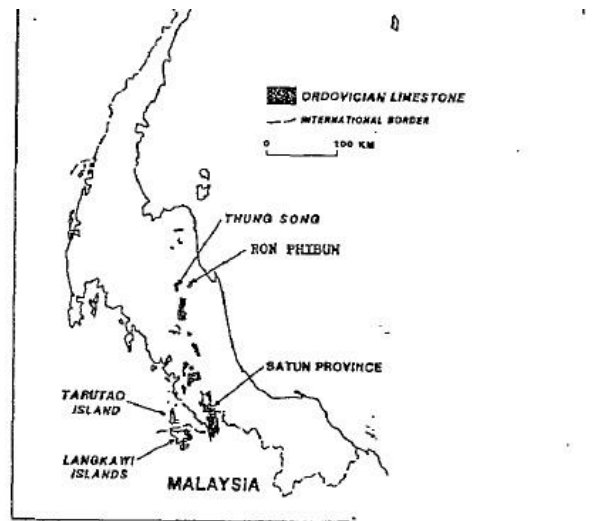 ORDOVICIAN LIMESTONE
INTERNATIONAL BORDER
0 100 KM
THUNG SONG
RON PHIBUN
SATUN PROVINCE
TARUTAO
ISLAND
LANGKAWI
ISLANDS
MALAYSIA